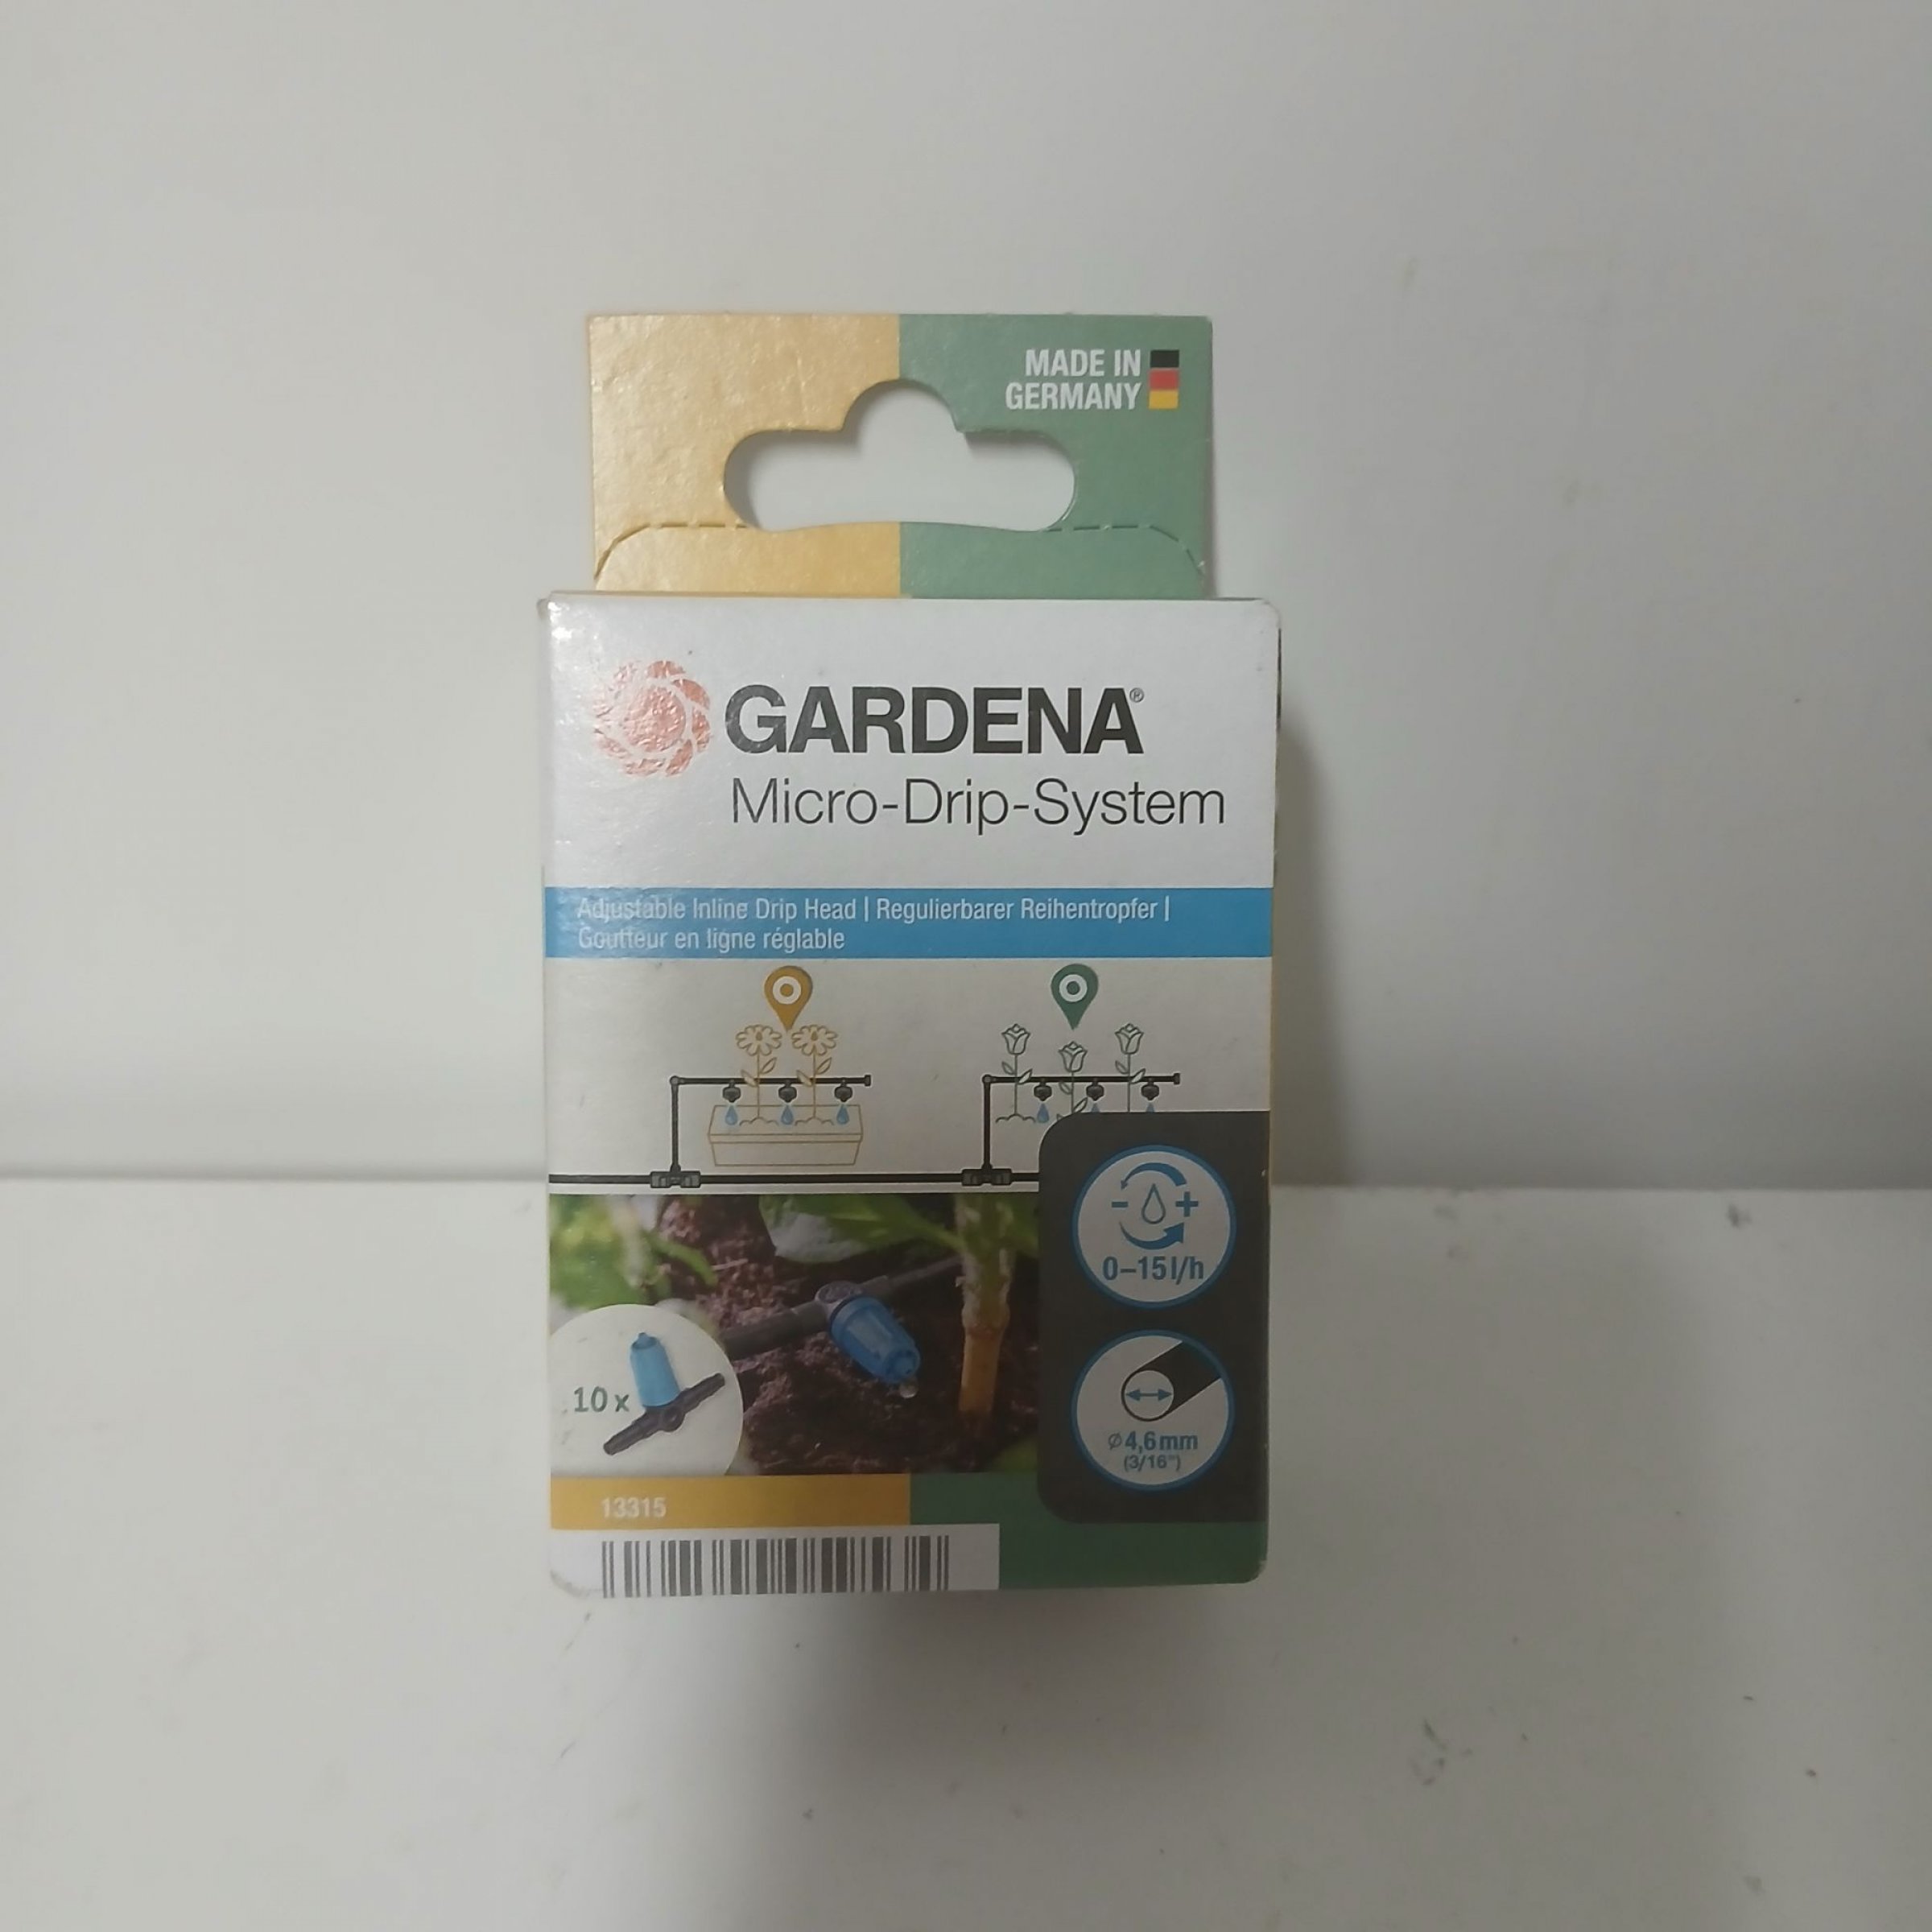 MADE IN
GERMANY
GARDENA®
Micro-Drip-System
Adjustable Inline Drip Head | Regulierbarer Reihentropfer |
Goutteur en ligne réglable
- +
0–15 l/h
10 x
Ø 4,6 mm
(3/16")
13315